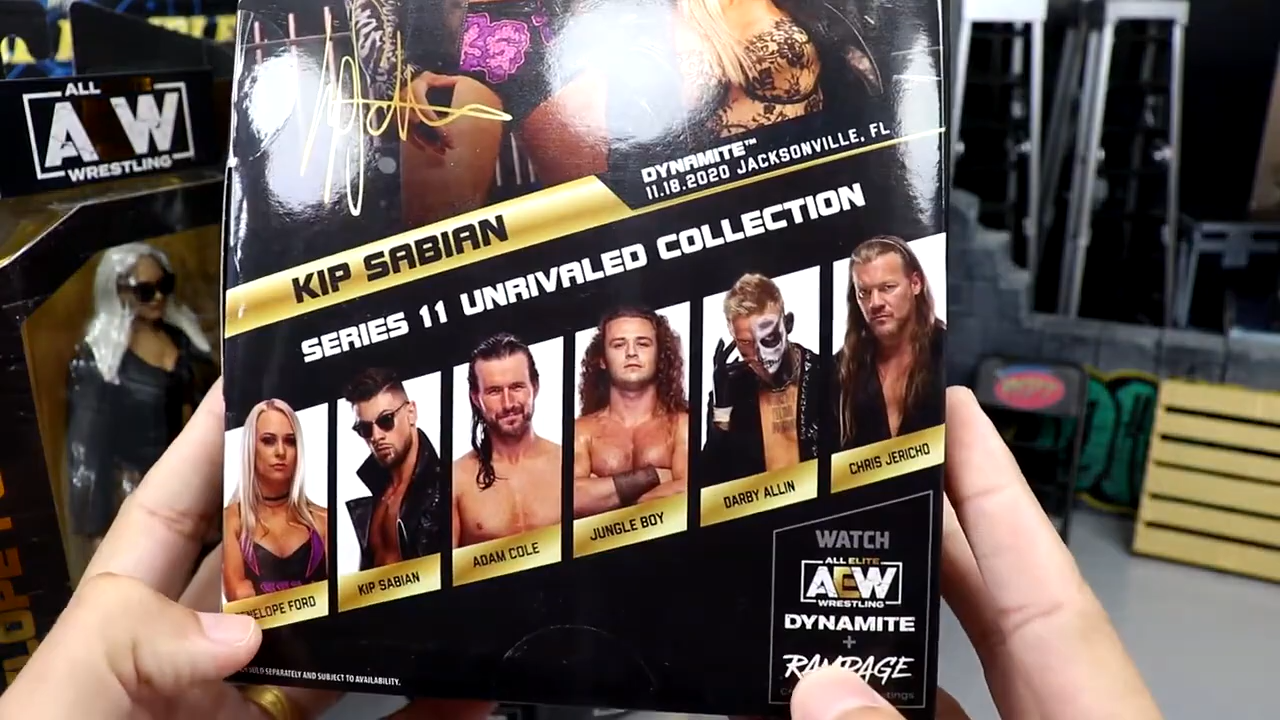 ALL
AEW
WRESTLING
DYNAMITE™
11.18.2020 JACKSONVILLE, FL
KIP SABIAN
SERIES 11 UNRIVALED COLLECTION
PENELOPE FORD
KIP SABIAN
ADAM COLE
JUNGLE BOY
DARBY ALLIN
CHRIS JERICHO
WATCH
ALL ELITE
AEW
WRESTLING
DYNAMITE
+
RAMPAGE
SOLD SEPARATELY AND SUBJECT TO AVAILABILITY.